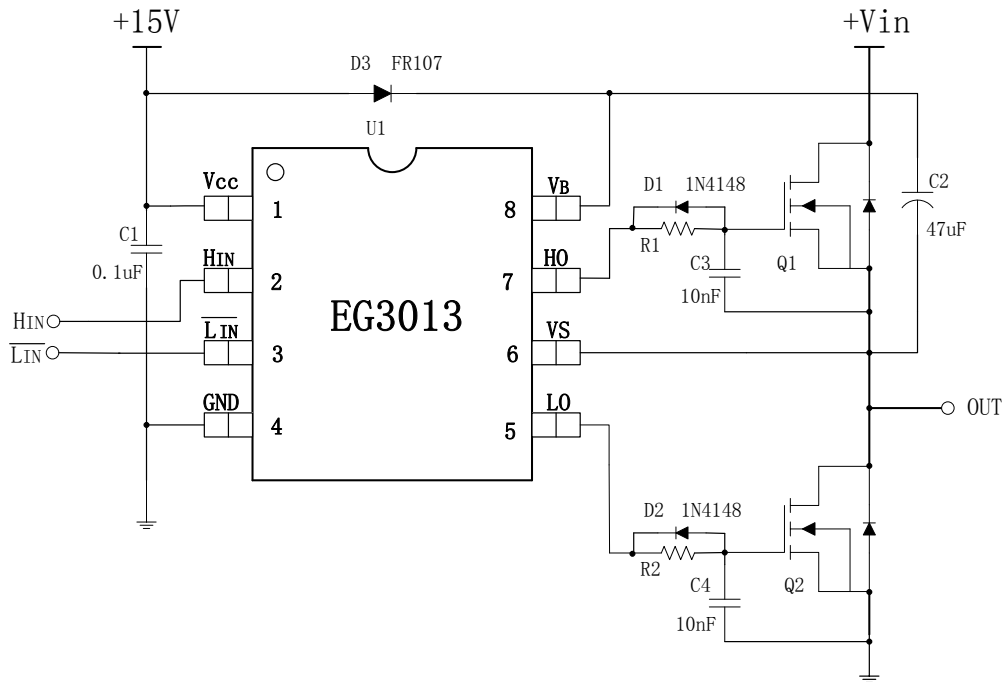 +15V
+Vin
D3 FR107
U1
Vcc
1
VB
8
D1 1N4148
R1
C2
47uF
C1
0.1uF
HIN
2
HO
7
C3
10nF
Q1
EG3013
HIN
L̅I̅N̅
L̅I̅N̅
3
VS
6
GND
4
LO
5
OUT
D2 1N4148
R2
C4
10nF
Q2